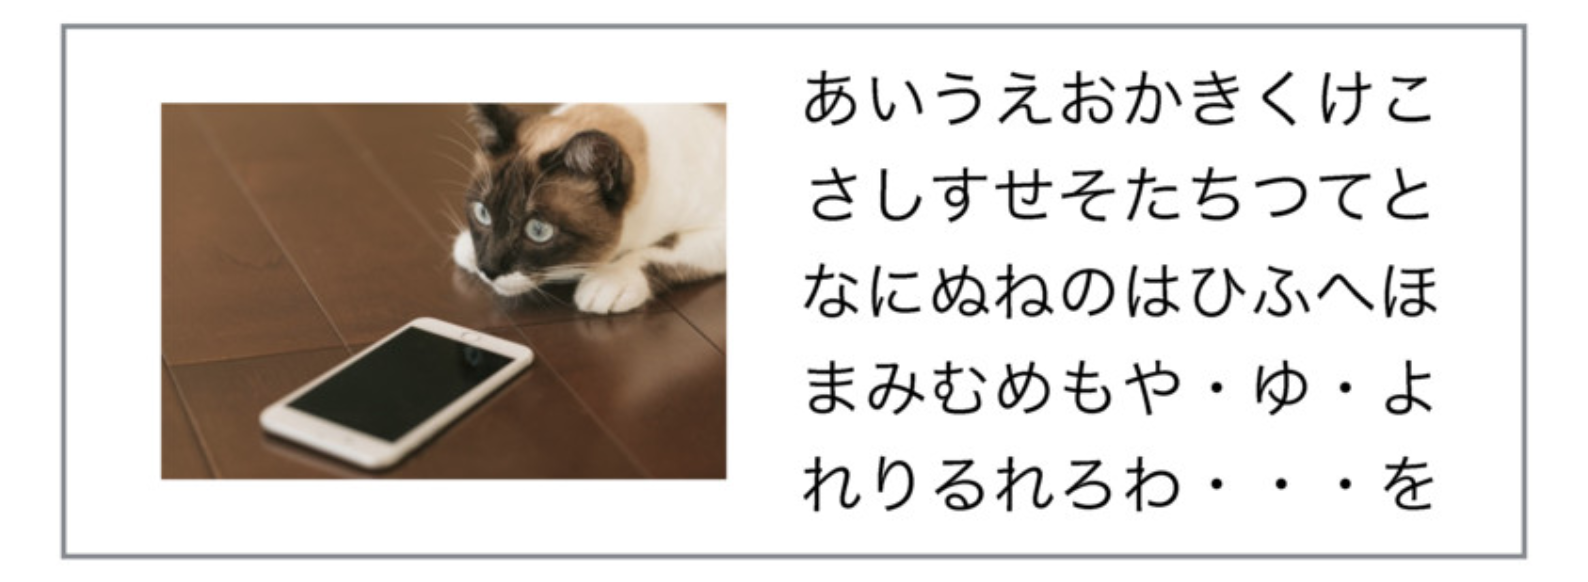 あいうえおかきくけこ
さしすせそたちつてと
なにぬねのはひふへほ
まみむめもや・ゆ・よ
れりるれろわ・・・を